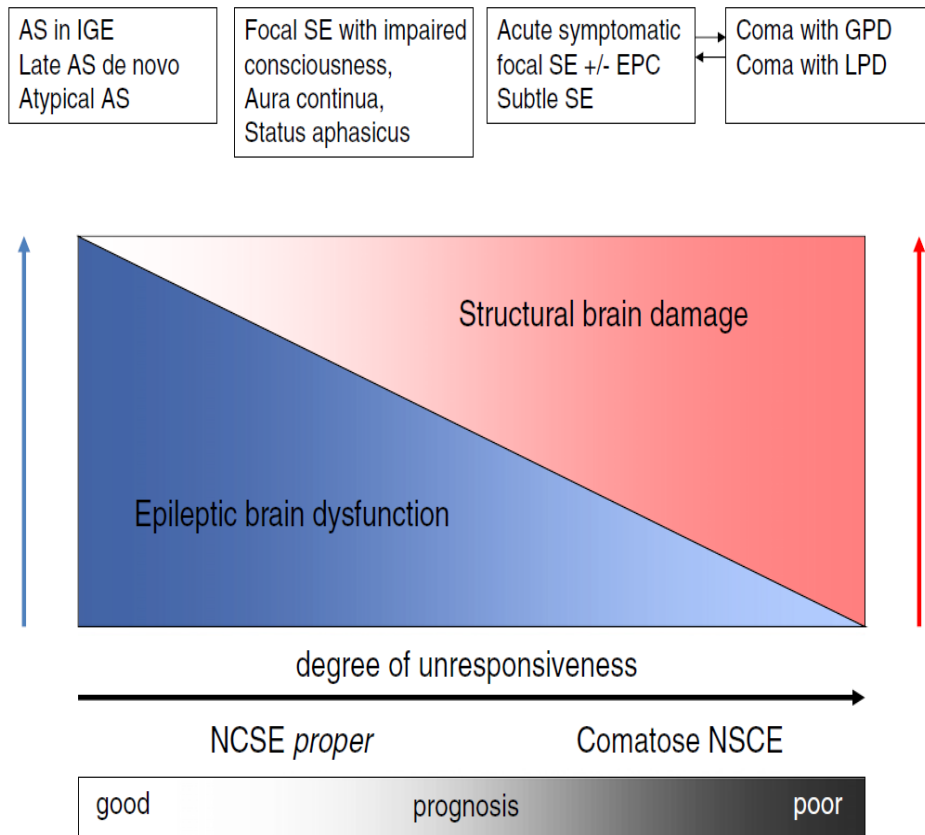 AS in IGE
Late AS de novo
Atypical AS
Focal SE with impaired
consciousness,
Aura continua,
Status aphasicus
Acute symptomatic
focal SE +/- EPC
Subtle SE
Coma with GPD
Coma with LPD
Structural brain damage
Epileptic brain dysfunction
degree of unresponsiveness
NCSE proper
Comatose NSCE
good
prognosis
poor